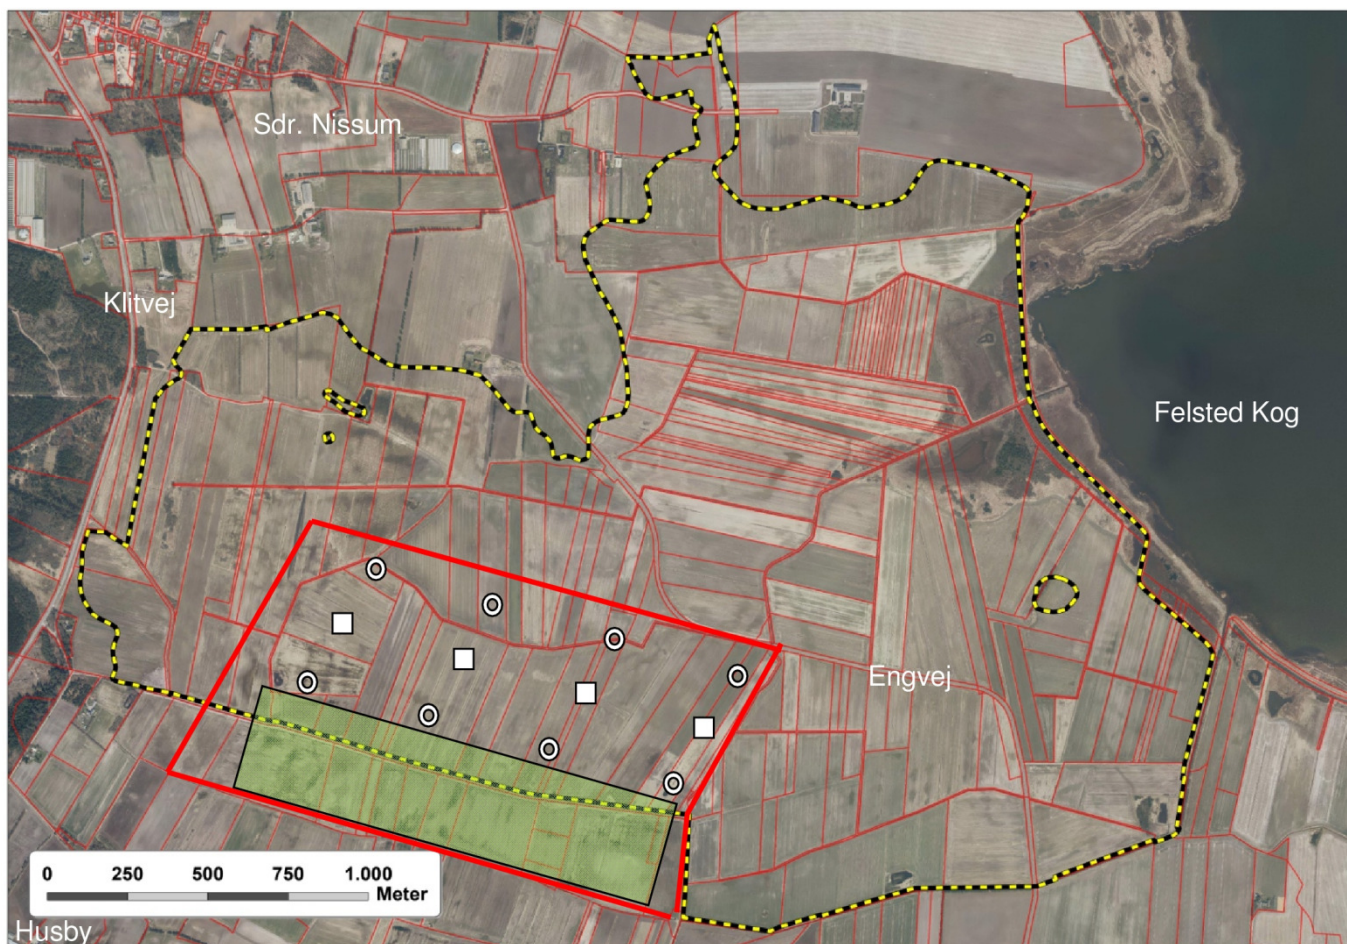 Sdr. Nissum
Klitvej
Felsted Kog
Engvej
0 250 500 750 1.000
Meter
Husby